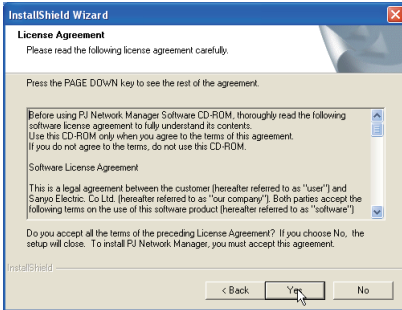 InstallShield Wizard
License Agreement
Please read the following license agreement carefully.
Press the PAGE DOWN key to see the rest of the agreement.
Before using PJ Network Manager Software CD-ROM, thoroughly read the following
software license agreement to fully understand its contents.
Use this CD-ROM only when you agree to the terms of this agreement.
If you do not agree to the terms, do not use this CD-ROM.
Software License Agreement
This is a legal agreement between the customer (hereafter referred to as "user") and
Sanyo Electric. Co Ltd. (hereafter referred to as "our company"). Both parties accept the
following terms on the use of this software product (hereafter referred to as "software")
Do you accept all the terms of the preceding License Agreement? If you choose No, the
setup will close. To install PJ Network Manager, you must accept this agreement.
InstallShield
< Back Yes No